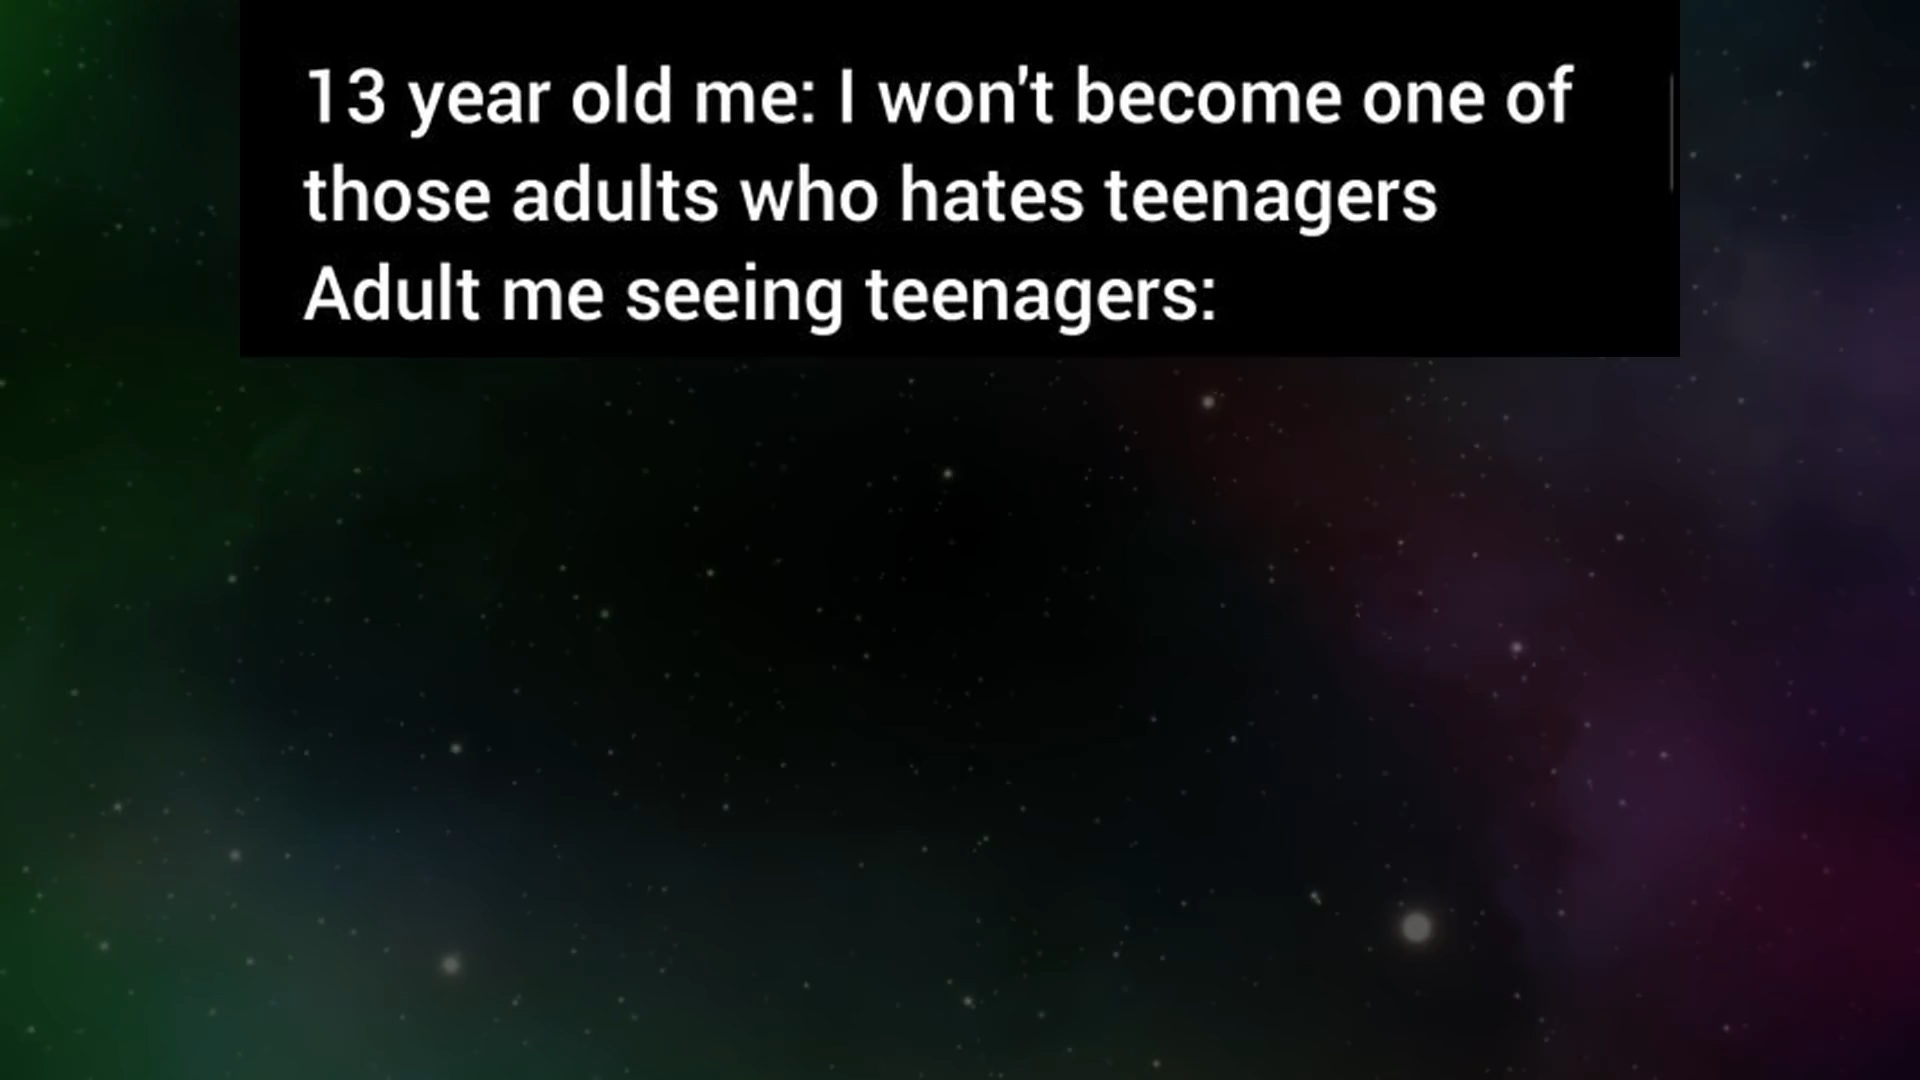 13 year old me: I won't become one of
those adults who hates teenagers
Adult me seeing teenagers: